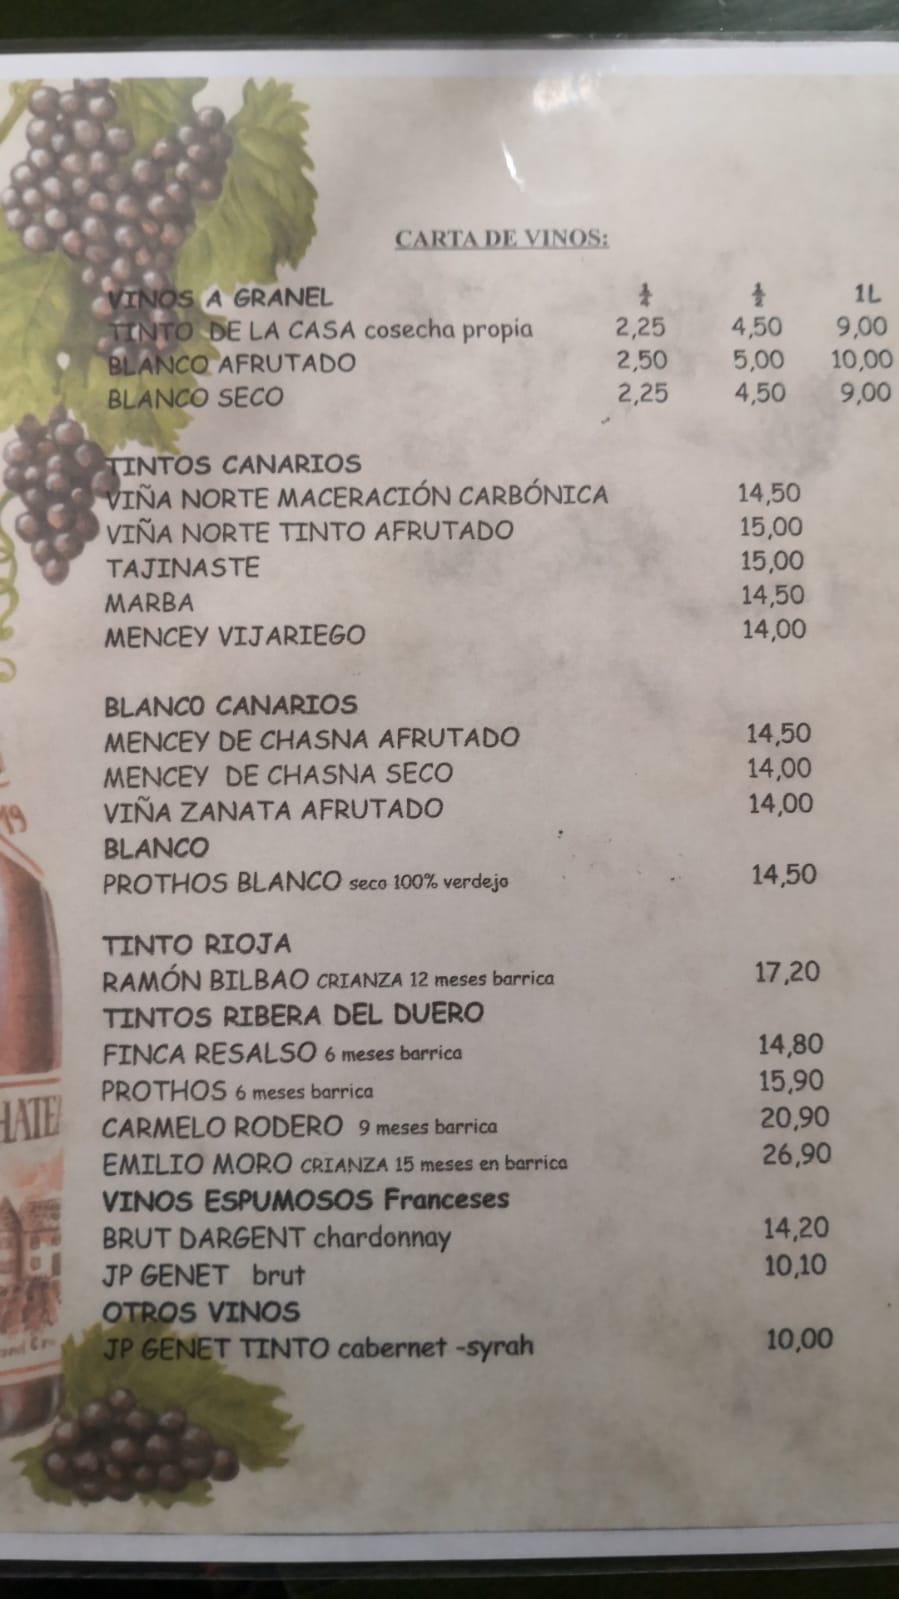 CARTA DE VINOS:
VINOS A GRANEL ¼ ½ 1L
TINTO DE LA CASA cosecha propia 2,25 4,50 9,00
BLANCO AFRUTADO 2,50 5,00 10,00
BLANCO SECO 2,25 4,50 9,00
TINTOS CANARIOS
VIÑA NORTE MACERACIÓN CARBÓNICA 14,50
VIÑA NORTE TINTO AFRUTADO 15,00
TAJINASTE 15,00
MARBA 14,50
MENCEY VIJARIEGO 14,00
BLANCO CANARIOS
MENCEY DE CHASNA AFRUTADO 14,50
MENCEY DE CHASNA SECO 14,00
VIÑA ZANATA AFRUTADO 14,00
BLANCO
PROTHOS BLANCO seco 100% verdejo 14,50
TINTO RIOJA
RAMÓN BILBAO CRIANZA 12 meses barrica 17,20
TINTOS RIBERA DEL DUERO
FINCA RESALSO 6 meses barrica 14,80
PROTHOS 6 meses barrica 15,90
CARMELO RODERO 9 meses barrica 20,90
EMILIO MORO CRIANZA 15 meses en barrica 26,90
VINOS ESPUMOSOS Franceses
BRUT DARGENT chardonnay 14,20
JP GENET brut 10,10
OTROS VINOS
JP GENET TINTO cabernet -syrah 10,00